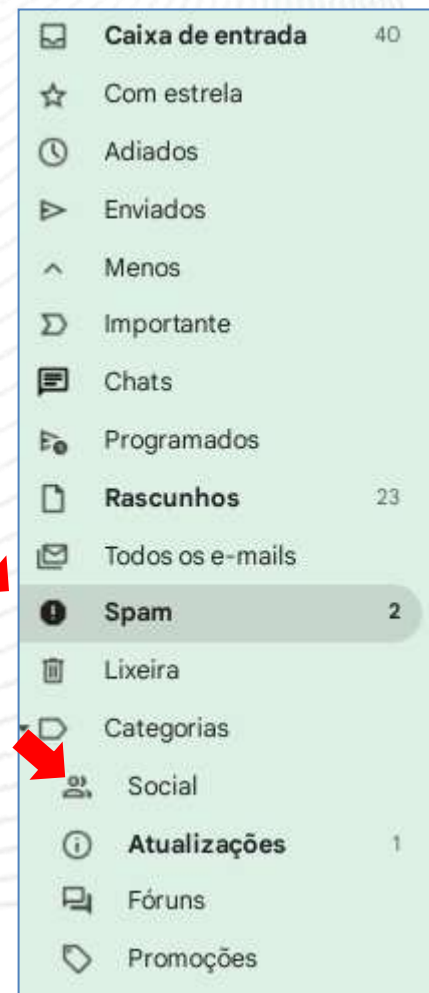 Caixa de entrada 40
Com estrela
Adiados
Enviados
Menos
Importante
Chats
Programados
Rascunhos 23
Todos os e-mails
Spam 2
Lixeira
Categorias
Social
Atualizações 1
Fóruns
Promoções